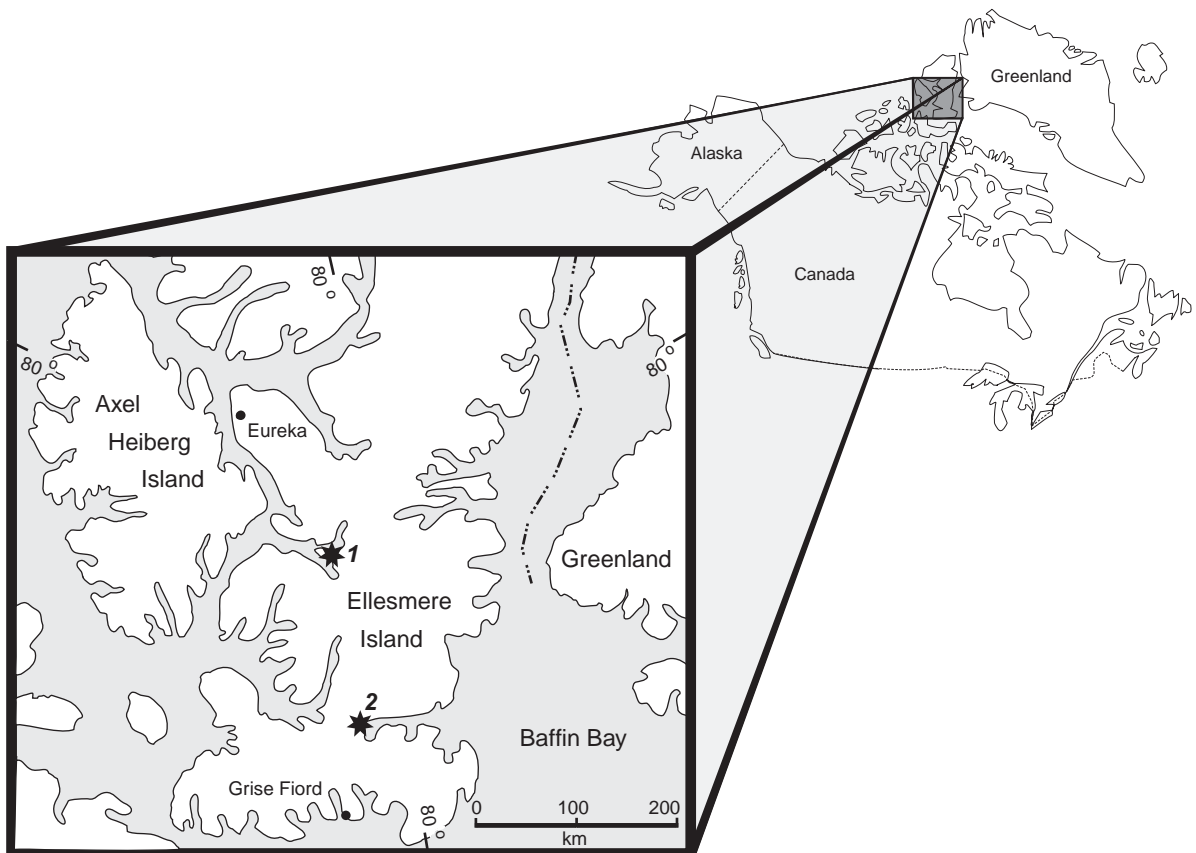 Greenland
Alaska
Canada
80 o
80 o
80 o
Axel
Heiberg
Island
Eureka
1
Greenland
Ellesmere
Island
2
Baffin Bay
Grise Fiord
80 o
0 100 200
km